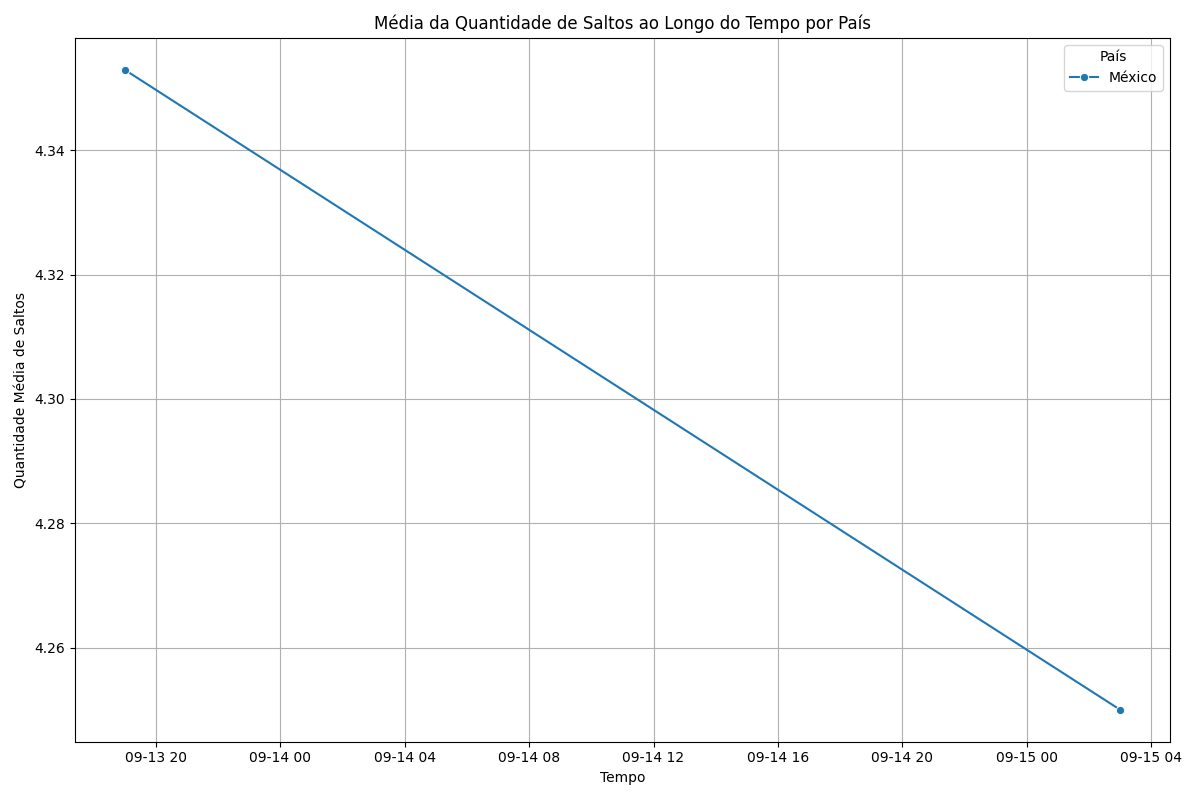 Média da Quantidade de Saltos ao Longo do Tempo por País
País
México
Quantidade Média de Saltos
4.34
4.32
4.30
4.28
4.26
09-13 20
09-14 00
09-14 04
09-14 08
09-14 12
09-14 16
09-14 20
09-15 00
09-15 04
Tempo